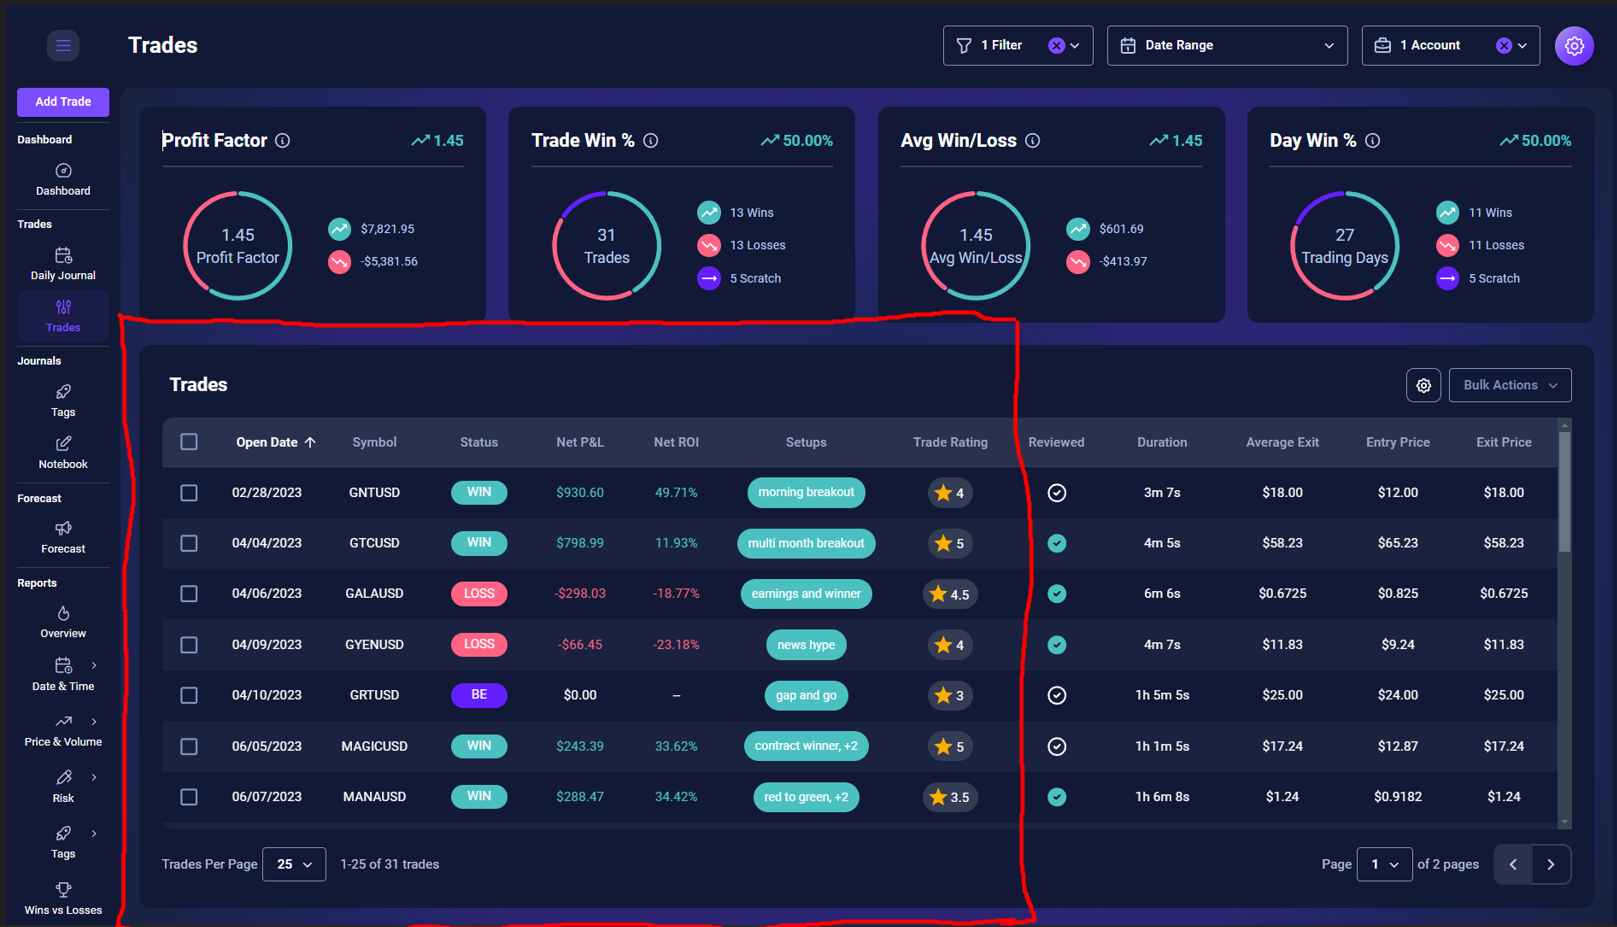 Trades
1 Filter
Date Range
1 Account
Add Trade
Dashboard
Dashboard
Trades
Daily Journal
Trades
Journals
Tags
Notebook
Forecast
Forecast
Reports
Overview
Date & Time
Price & Volume
Risk
Tags
Wins vs Losses
Profit Factor 1.45
1.45
Profit Factor
$7,821.95
-$5,381.56
Trade Win % 50.00%
31
Trades
13 Wins
13 Losses
5 Scratch
Avg Win/Loss 1.45
1.45
Avg Win/Loss
$601.69
-$413.97
Day Win % 50.00%
27
Trading Days
11 Wins
11 Losses
5 Scratch
Trades
Bulk Actions
Open Date Symbol Status Net P&L Net ROI Setups Trade Rating Reviewed Duration Average Exit Entry Price Exit Price
02/28/2023 GNTUSD WIN $930.60 49.71% morning breakout 4 3m 7s $18.00 $12.00 $18.00
04/04/2023 GTCUSD WIN $798.99 11.93% multi month breakout 5 4m 5s $58.23 $65.23 $58.23
04/06/2023 GALAUSD LOSS -$298.03 -18.77% earnings and winner 4.5 6m 6s $0.6725 $0.825 $0.6725
04/09/2023 GYENUSD LOSS -$66.45 -23.18% news hype 4 4m 7s $11.83 $9.24 $11.83
04/10/2023 GRTUSD BE $0.00 -- gap and go 3 1h 5m 5s $25.00 $24.00 $25.00
06/05/2023 MAGICUSD WIN $243.39 33.62% contract winner, +2 5 1h 1m 5s $17.24 $12.87 $17.24
06/07/2023 MANAUSD WIN $288.47 34.42% red to green, +2 3.5 1h 6m 8s $1.24 $0.9182 $1.24
Trades Per Page 25 1-25 of 31 trades
Page 1 of 2 pages